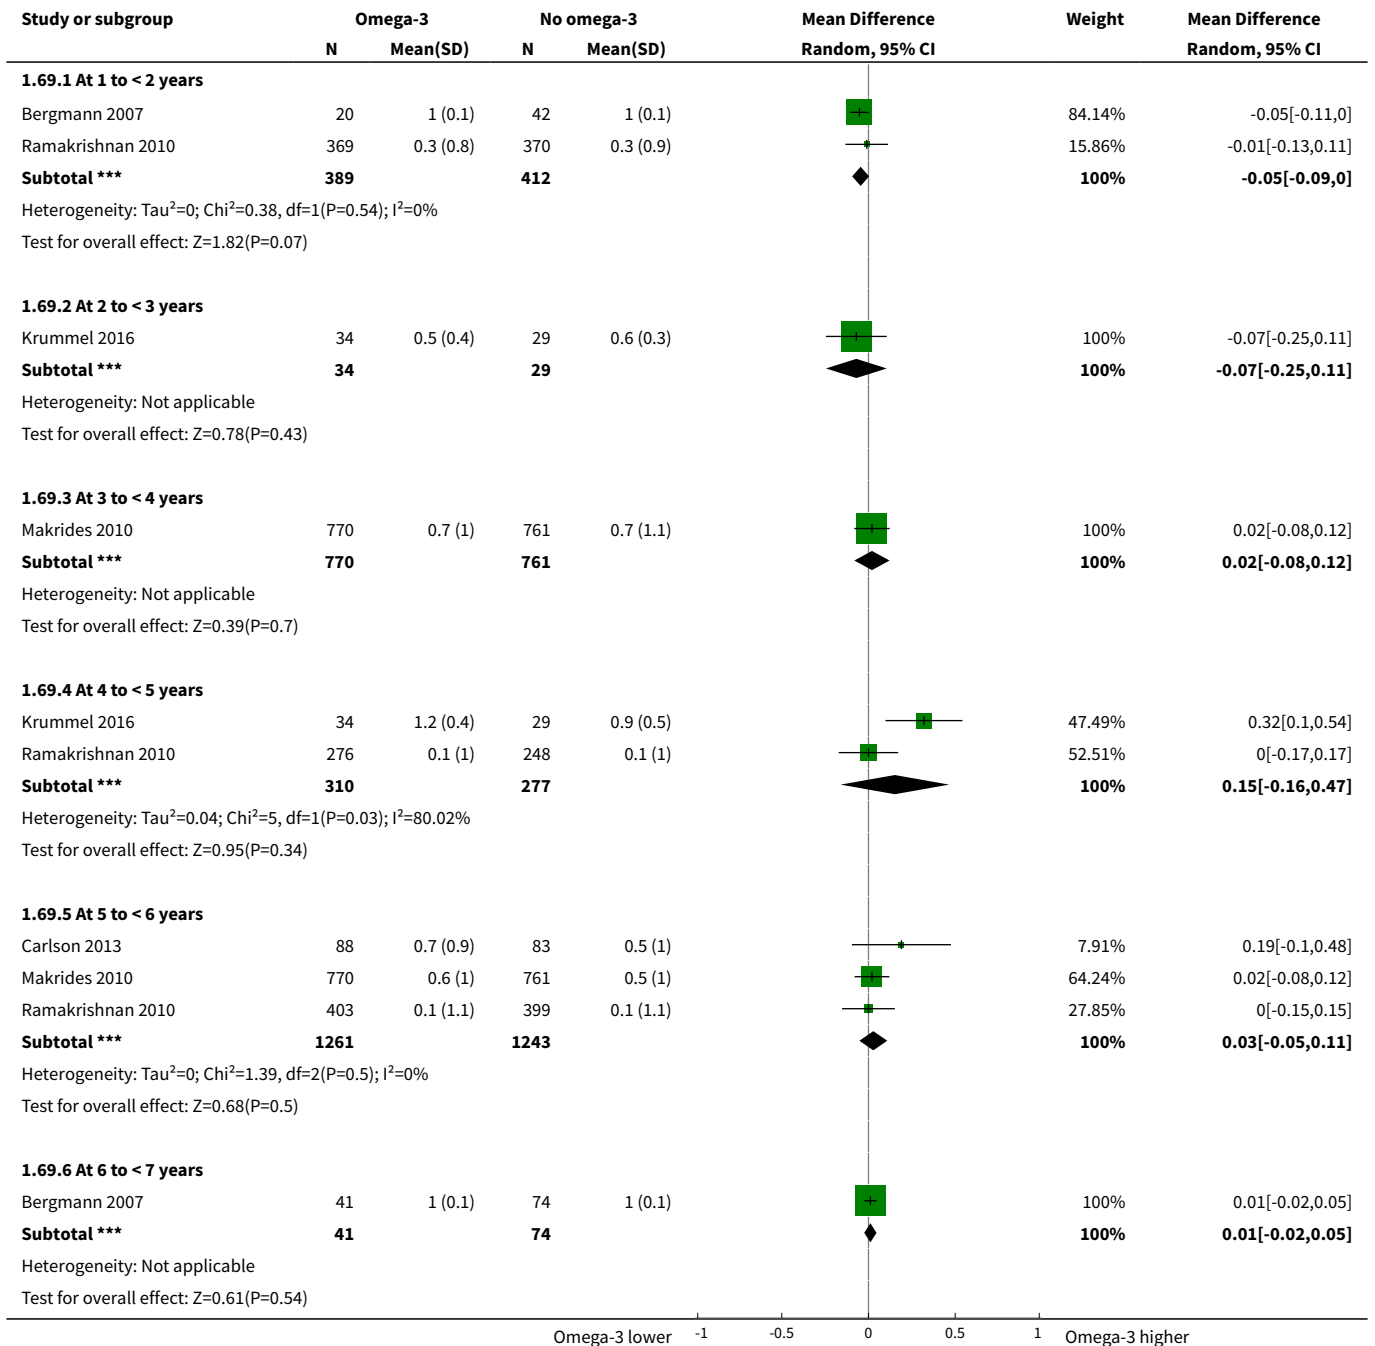 Study or subgroup Omega-3 No omega-3 Mean Difference Weight Mean Difference
N Mean(SD) N Mean(SD) Random, 95% CI Random, 95% CI
1.69.1 At 1 to < 2 years
Bergmann 2007 20 1 (0.1) 42 1 (0.1) 84.14% -0.05[-0.11,0]
Ramakrishnan 2010 369 0.3 (0.8) 370 0.3 (0.9) 15.86% -0.01[-0.13,0.11]
Subtotal *** 389 412 100% -0.05[-0.09,0]
Heterogeneity: Tau²=0; Chi²=0.38, df=1(P=0.54); I²=0%
Test for overall effect: Z=1.82(P=0.07)
1.69.2 At 2 to < 3 years
Krummel 2016 34 0.5 (0.4) 29 0.6 (0.3) 100% -0.07[-0.25,0.11]
Subtotal *** 34 29 100% -0.07[-0.25,0.11]
Heterogeneity: Not applicable
Test for overall effect: Z=0.78(P=0.43)
1.69.3 At 3 to < 4 years
Makrides 2010 770 0.7 (1) 761 0.7 (1.1) 100% 0.02[-0.08,0.12]
Subtotal *** 770 761 100% 0.02[-0.08,0.12]
Heterogeneity: Not applicable
Test for overall effect: Z=0.39(P=0.7)
1.69.4 At 4 to < 5 years
Krummel 2016 34 1.2 (0.4) 29 0.9 (0.5) 47.49% 0.32[0.1,0.54]
Ramakrishnan 2010 276 0.1 (1) 248 0.1 (1) 52.51% 0[-0.17,0.17]
Subtotal *** 310 277 100% 0.15[-0.16,0.47]
Heterogeneity: Tau²=0.04; Chi²=5, df=1(P=0.03); I²=80.02%
Test for overall effect: Z=0.95(P=0.34)
1.69.5 At 5 to < 6 years
Carlson 2013 88 0.7 (0.9) 83 0.5 (1) 7.91% 0.19[-0.1,0.48]
Makrides 2010 770 0.6 (1) 761 0.5 (1) 64.24% 0.02[-0.08,0.12]
Ramakrishnan 2010 403 0.1 (1.1) 399 0.1 (1.1) 27.85% 0[-0.15,0.15]
Subtotal *** 1261 1243 100% 0.03[-0.05,0.11]
Heterogeneity: Tau²=0; Chi²=1.39, df=2(P=0.5); I²=0%
Test for overall effect: Z=0.68(P=0.5)
1.69.6 At 6 to < 7 years
Bergmann 2007 41 1 (0.1) 74 1 (0.1) 100% 0.01[-0.02,0.05]
Subtotal *** 41 74 100% 0.01[-0.02,0.05]
Heterogeneity: Not applicable
Test for overall effect: Z=0.61(P=0.54)
Omega-3 lower -1 -0.5 0 0.5 1 Omega-3 higher